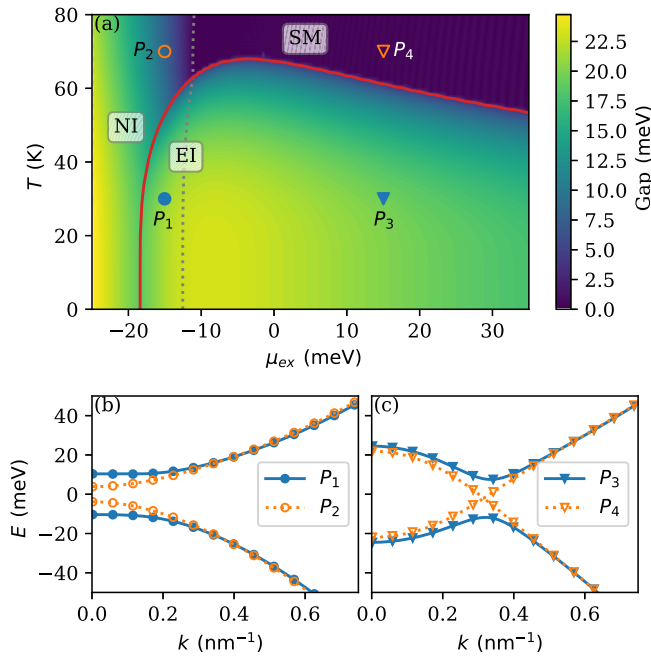 (a)
SM
P₂
P₄
NI
EI
P₁
P₃
80
60
40
20
0
T (K)
−20 −10 0 10 20 30
μₑₓ (meV)
22.5
20.0
17.5
15.0
12.5
10.0
7.5
5.0
2.5
0.0
Gap (meV)
(b)
P₁
P₂
40
20
0
−20
−40
E (meV)
0.0 0.2 0.4 0.6
k (nm⁻¹)
(c)
P₃
P₄
0.0 0.2 0.4 0.6
k (nm⁻¹)